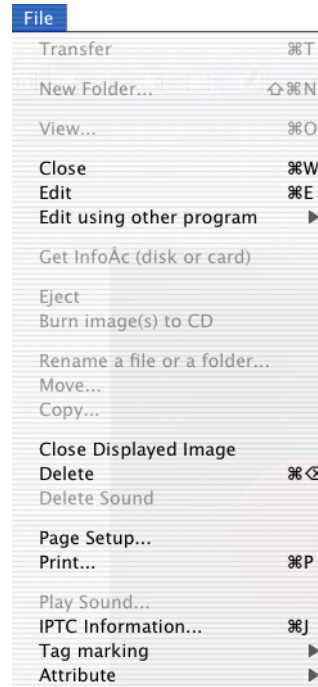 File
Transfer ⌘T
New Folder... ⇧⌘N
View... ⌘O
Close ⌘W
Edit ⌘E
Edit using other program
Get InfoÅc (disk or card)
Eject
Burn image(s) to CD
Rename a file or a folder...
Move...
Copy...
Close Displayed Image
Delete ⌘⌫
Delete Sound
Page Setup...
Print... ⌘P
Play Sound...
IPTC Information... ⌘J
Tag marking
Attribute